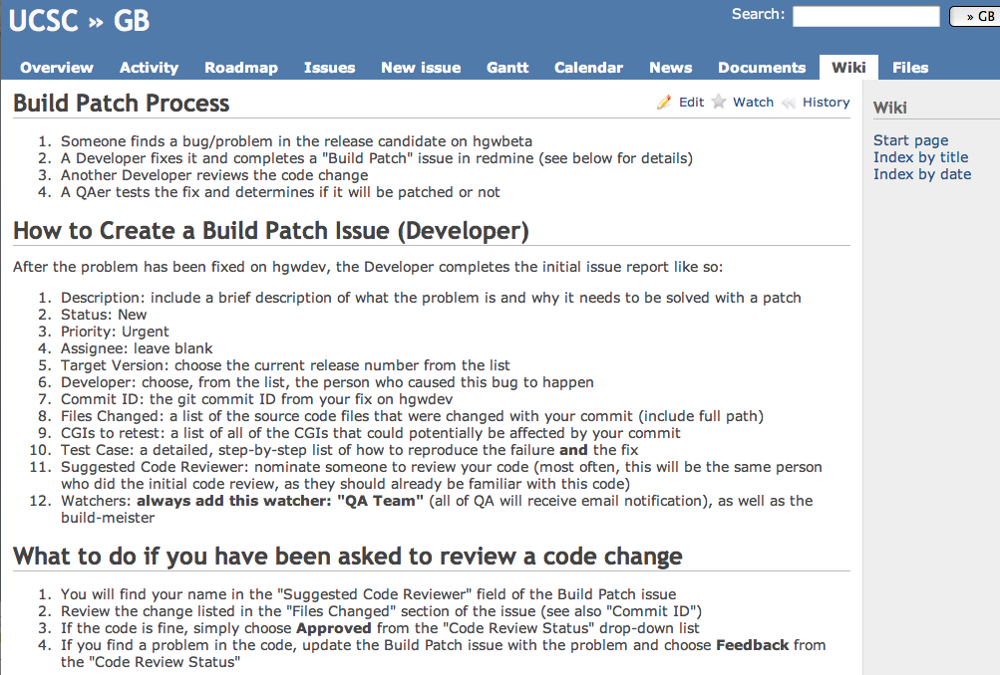 UCSC » GB
Search:
» GB
Overview Activity Roadmap Issues New issue Gantt Calendar News Documents Wiki Files
Build Patch Process
Edit Watch History
1. Someone finds a bug/problem in the release candidate on hgwbeta
2. A Developer fixes it and completes a "Build Patch" issue in redmine (see below for details)
3. Another Developer reviews the code change
4. A QAer tests the fix and determines if it will be patched or not
How to Create a Build Patch Issue (Developer)
After the problem has been fixed on hgwdev, the Developer completes the initial issue report like so:
1. Description: include a brief description of what the problem is and why it needs to be solved with a patch
2. Status: New
3. Priority: Urgent
4. Assignee: leave blank
5. Target Version: choose the current release number from the list
6. Developer: choose, from the list, the person who caused this bug to happen
7. Commit ID: the git commit ID from your fix on hgwdev
8. Files Changed: a list of the source code files that were changed with your commit (include full path)
9. CGIs to retest: a list of all of the CGIs that could potentially be affected by your commit
10. Test Case: a detailed, step-by-step list of how to reproduce the failure and the fix
11. Suggested Code Reviewer: nominate someone to review your code (most often, this will be the same person
who did the initial code review, as they should already be familiar with this code)
12. Watchers: always add this watcher: "QA Team" (all of QA will receive email notification), as well as the
build-meister
What to do if you have been asked to review a code change
1. You will find your name in the "Suggested Code Reviewer" field of the Build Patch issue
2. Review the change listed in the "Files Changed" section of the issue (see also "Commit ID")
3. If the code is fine, simply choose Approved from the "Code Review Status" drop-down list
4. If you find a problem in the code, update the Build Patch issue with the problem and choose Feedback from
the "Code Review Status"
Wiki
Start page
Index by title
Index by date